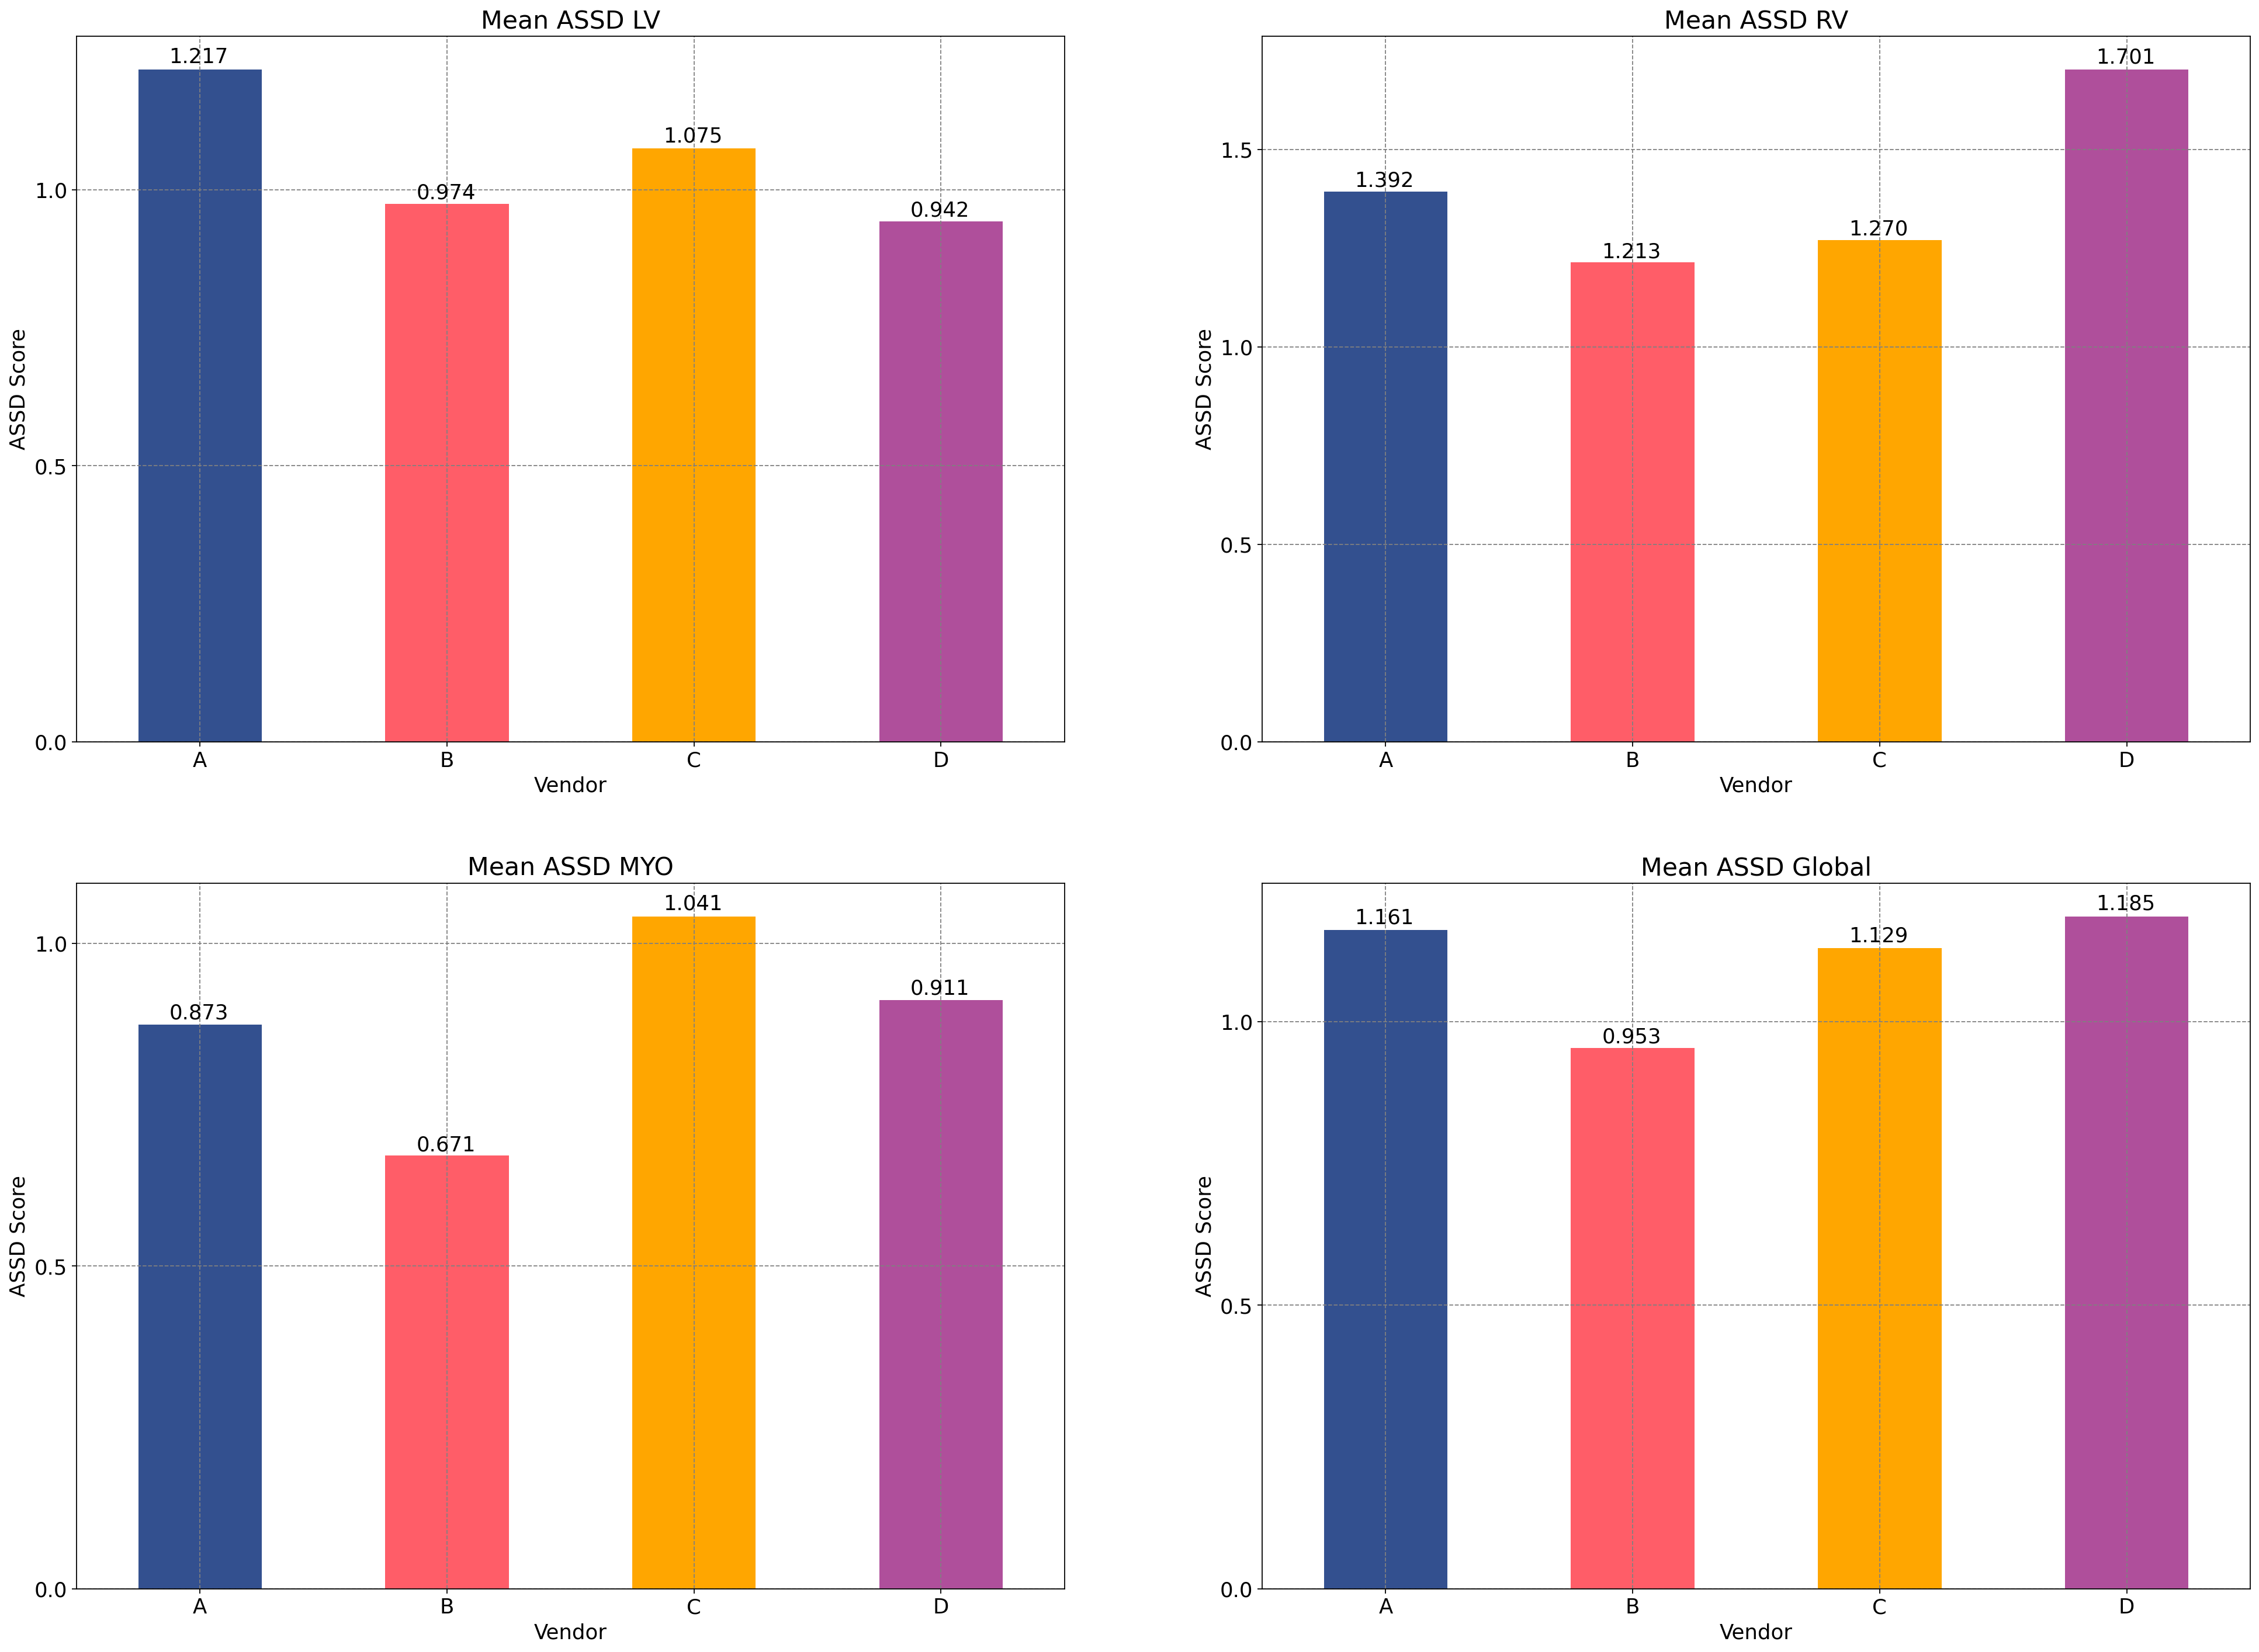 Mean ASSD LV
1.217
0.974
1.075
0.942
1.0
0.5
0.0
ASSD Score
A B C D
Vendor
Mean ASSD RV
1.392
1.213
1.270
1.701
1.5
1.0
0.5
0.0
ASSD Score
A B C D
Vendor
Mean ASSD MYO
0.873
0.671
1.041
0.911
1.0
0.5
0.0
ASSD Score
A B C D
Vendor
Mean ASSD Global
1.161
0.953
1.129
1.185
1.0
0.5
0.0
ASSD Score
A B C D
Vendor